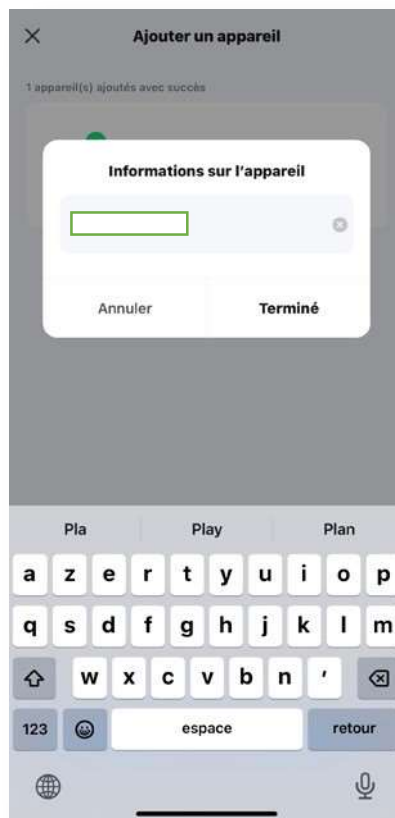 Ajouter un appareil
1 appareil(s) ajoutés avec succès
Informations sur l'appareil
Annuler Terminé
Pla Play Plan
a z e r t y u i o p
q s d f g h j k l m
w x c v b n '
123 espace retour